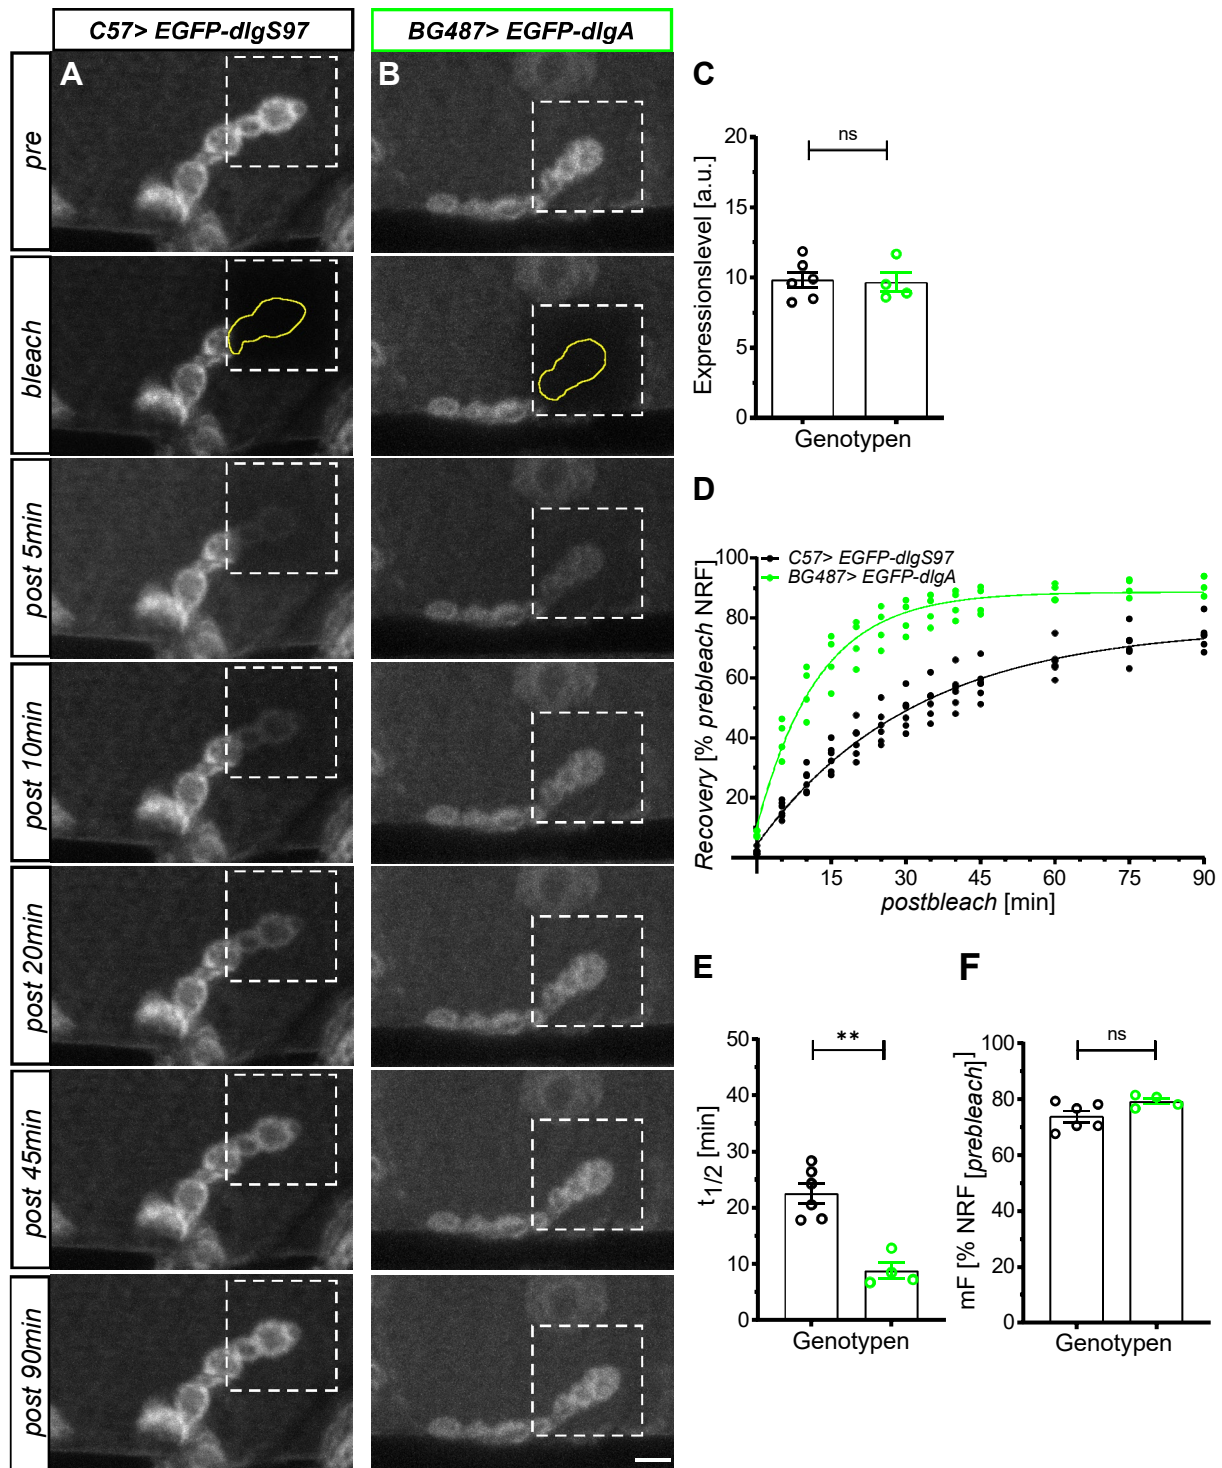 C57> EGFP-dlgS97
BG487> EGFP-dlgA
A
B
pre
bleach
post 5min
post 10min
post 20min
post 45min
post 90min
C
Expressionslevel [a.u.]
20
15
10
5
0
ns
Genotypen
D
Recovery [% prebleach NRF]
100
80
60
40
20
C57> EGFP-dlgS97
BG487> EGFP-dlgA
15 30 45 60 75 90
postbleach [min]
E
t1/2 [min]
50
40
30
20
10
0
**
Genotypen
F
mF [% NRF [prebleach]]
100
80
60
40
20
0
ns
Genotypen